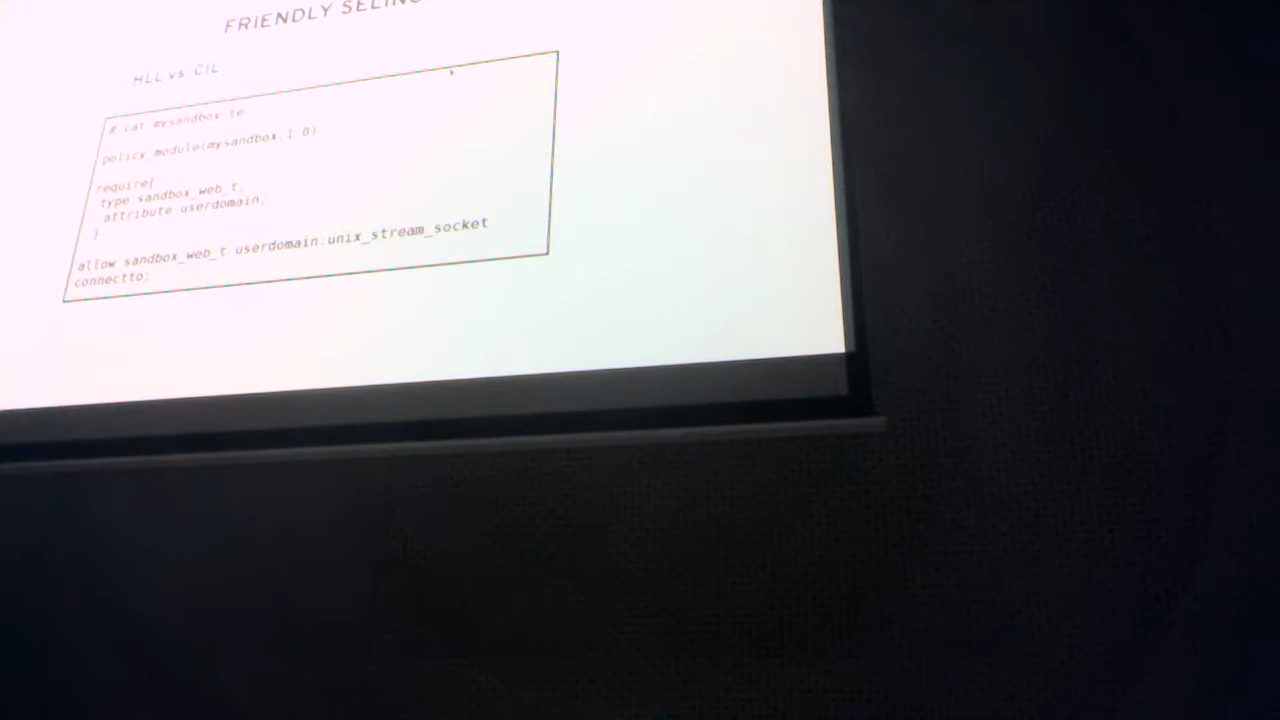 FRIENDLY
HLL vs. CIL
# cat mysandbox.te
policy_module(mysandbox,1.0)
require{
type sandbox_web_t;
attribute userdomain;
}
allow sandbox_web_t userdomain:unix_stream_socket
connectto;